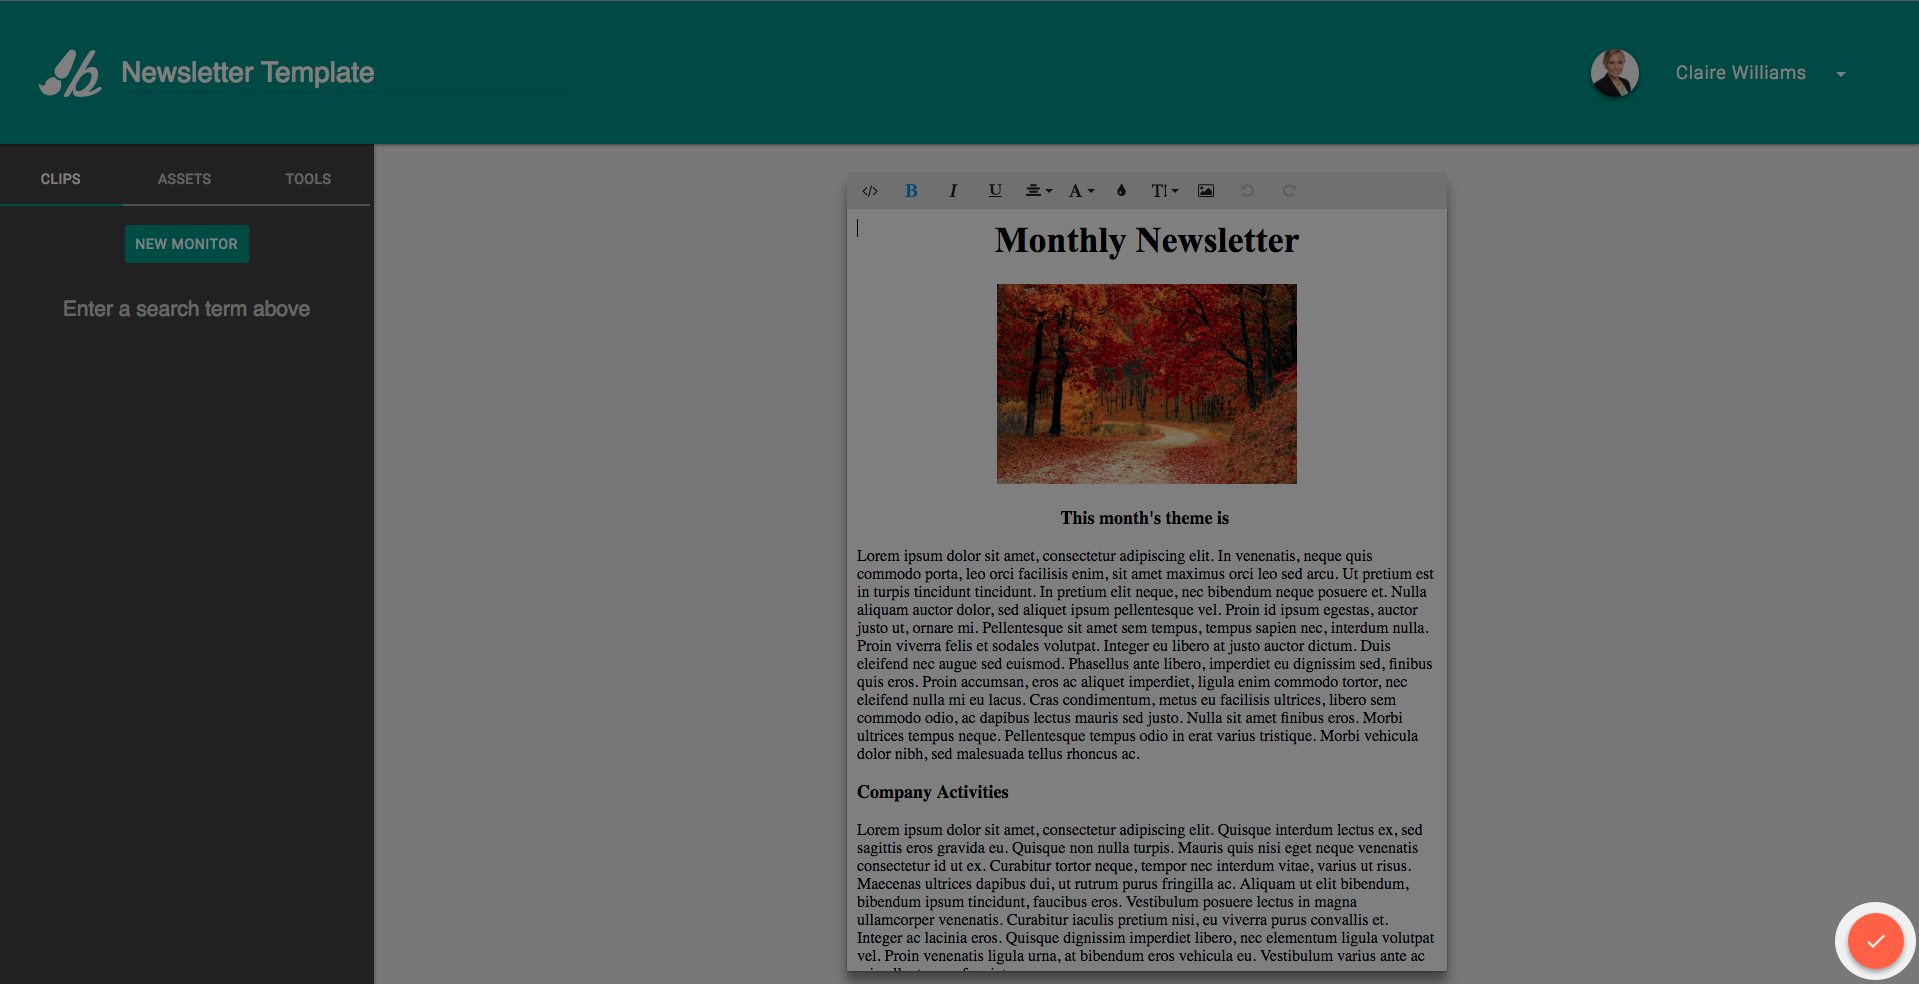 Newsletter Template
Claire Williams
CLIPS ASSETS TOOLS
NEW MONITOR
Enter a search term above
</> B I U A T
Monthly Newsletter
This month's theme is
Lorem ipsum dolor sit amet, consectetur adipiscing elit. In venenatis, neque quis
commodo porta, leo orci facilisis enim, sit amet maximus orci leo sed arcu. Ut pretium est
in turpis tincidunt tincidunt. In pretium elit neque, nec bibendum neque posuere et. Nulla
aliquam auctor dolor, sed aliquet ipsum pellentesque vel. Proin id ipsum egestas, auctor
justo ut, ornare mi. Pellentesque sit amet sem tempus, tempus sapien nec, interdum nulla.
Proin viverra felis et sodales volutpat. Integer eu libero at justo auctor dictum. Duis
eleifend nec augue sed euismod. Phasellus ante libero, imperdiet eu dignissim sed, finibus
quis eros. Proin accumsan, eros ac aliquet imperdiet, ligula enim commodo tortor, nec
eleifend nulla mi eu lacus. Cras condimentum, metus eu facilisis ultrices, libero sem
commodo odio, ac dapibus lectus mauris sed justo. Nulla sit amet finibus eros. Morbi
ultrices tempus neque. Pellentesque tempus odio in erat varius tristique. Morbi vehicula
dolor nibh, sed malesuada tellus rhoncus ac.
Company Activities
Lorem ipsum dolor sit amet, consectetur adipiscing elit. Quisque interdum lectus ex, sed
sagittis eros gravida eu. Quisque non nulla turpis. Mauris quis nisi eget neque venenatis
consectetur id ut ex. Curabitur tortor neque, tempor nec interdum vitae, varius ut risus.
Maecenas ultrices dapibus dui, ut rutrum purus fringilla ac. Aliquam ut elit bibendum,
bibendum ipsum tincidunt, faucibus eros. Vestibulum posuere lectus in magna
ullamcorper venenatis. Curabitur iaculis pretium nisi, eu viverra purus convallis et.
Integer ac lacinia eros. Quisque dignissim imperdiet libero, nec elementum ligula volutpat
vel. Proin venenatis ligula urna, at bibendum eros vehicula eu. Vestibulum varius ante ac